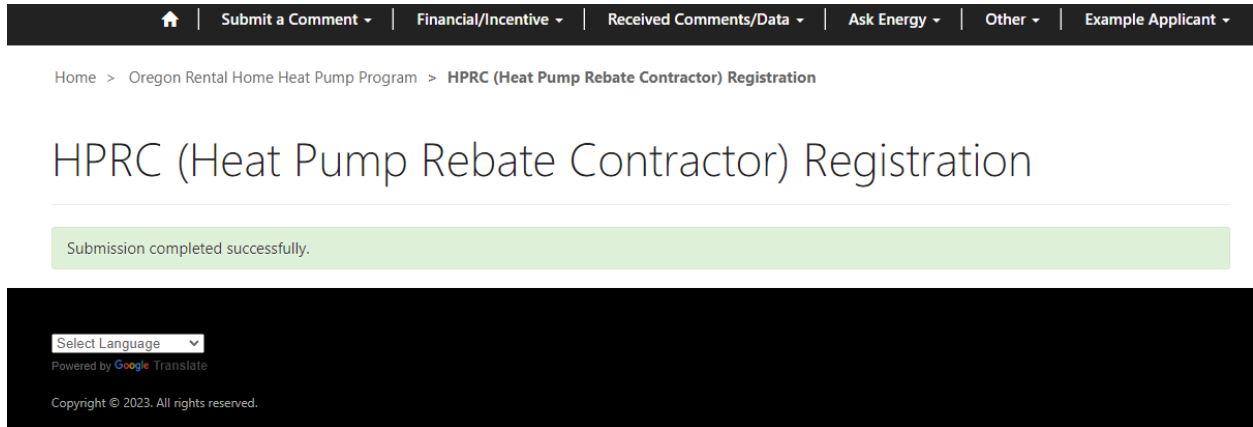 Submit a Comment Financial/Incentive Received Comments/Data Ask Energy Other Example Applicant
Home > Oregon Rental Home Heat Pump Program > HPRC (Heat Pump Rebate Contractor) Registration
HPRC (Heat Pump Rebate Contractor) Registration
Submission completed successfully.
Select Language
Powered by Google Translate
Copyright © 2023. All rights reserved.